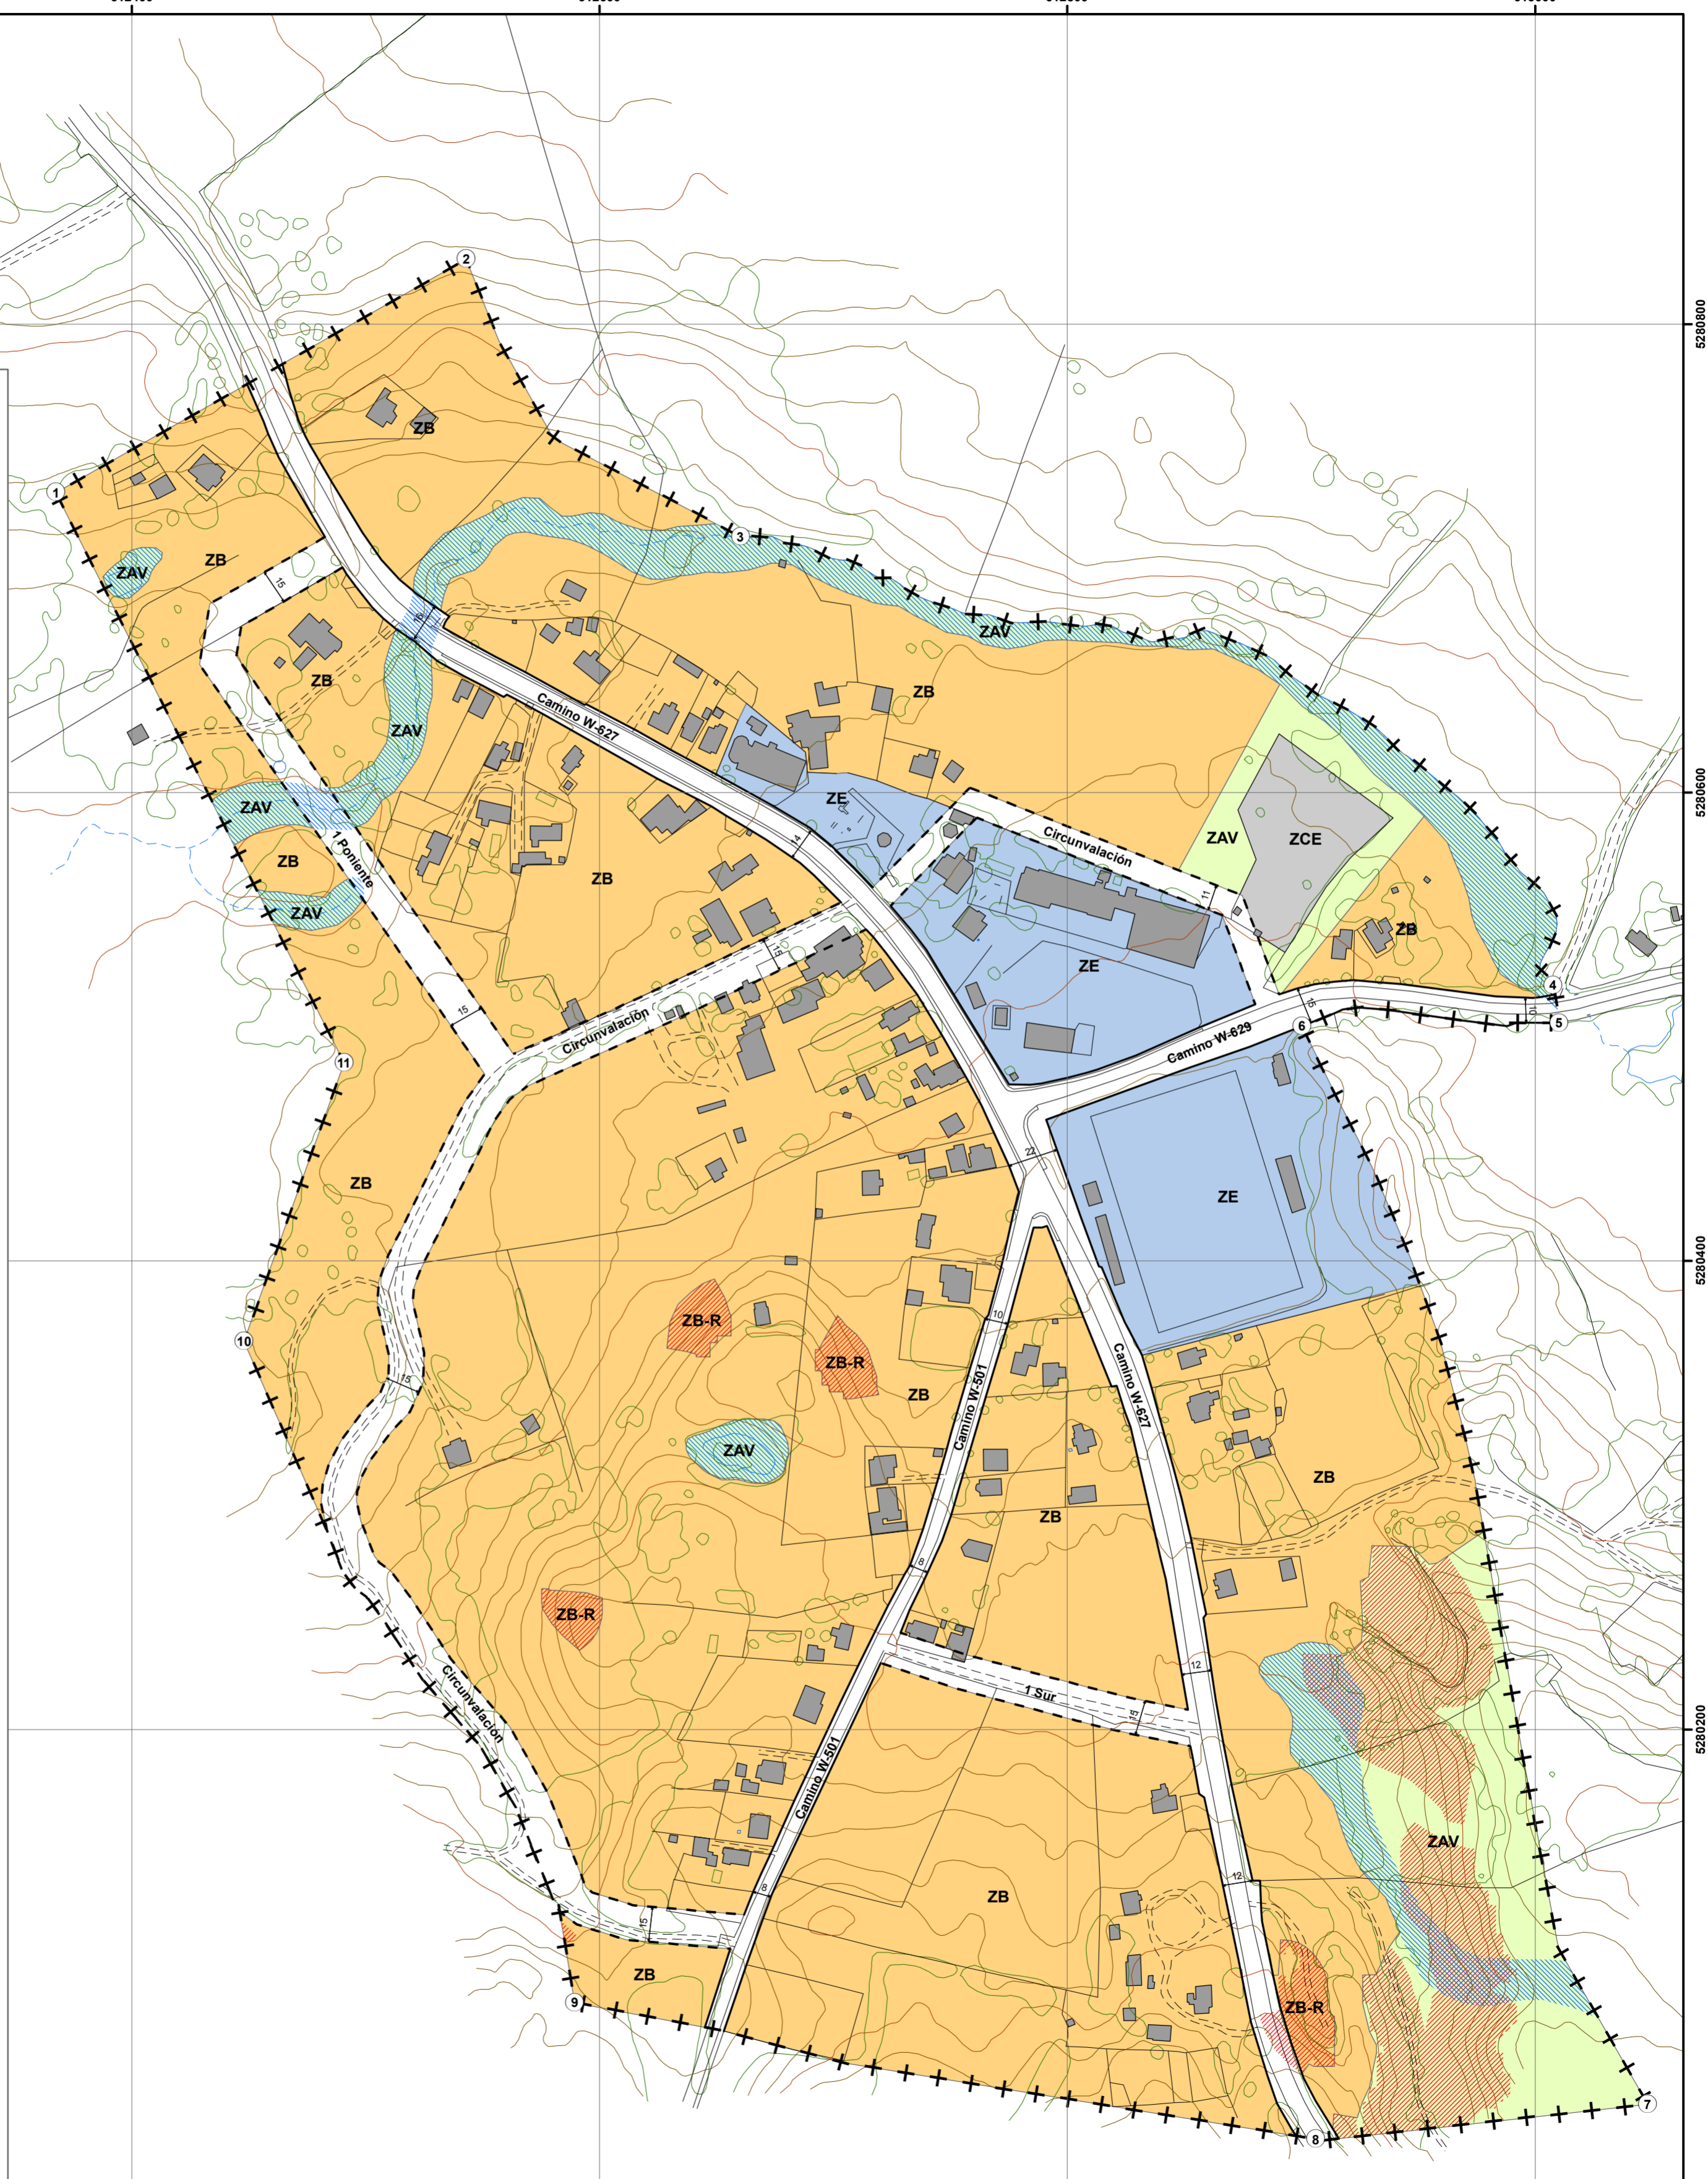 2
5280800
ZB
1
3
ZAV
ZB
15
16
ZAV
ZB
ZB
ZAV
Camino W-627
ZAV
ZE
14
Circunvalación
ZAV
ZCE
1 Poniente
ZB
ZB
11
ZAV
ZB
15
ZE
5280600
4
15
10
5
15
6
Circunvalación
Camino W-629
11
22
ZB
ZE
5280400
10
ZB-R
10
ZB-R
Camino W-627
15
ZB
Camino W-501
ZAV
ZB
ZB
8
ZB-R
12
Circunvalación
1 Sur
15
5280200
Camino W-501
ZAV
12
8
ZB
15
ZB
9
ZB-R
7
8